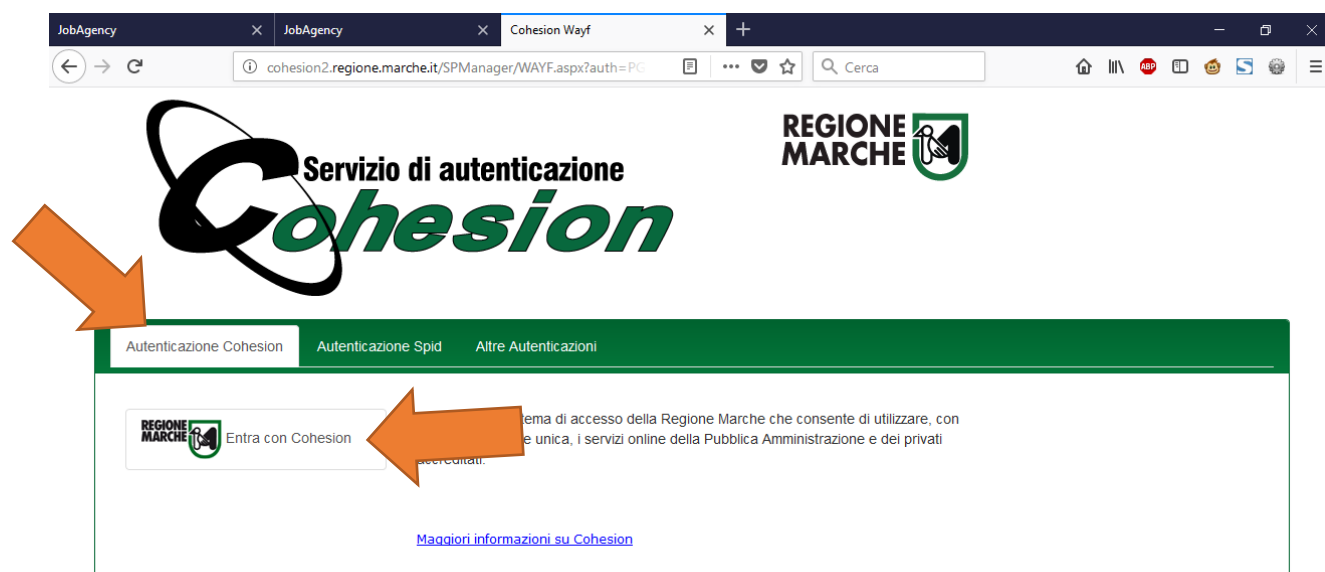 JobAgency
JobAgency
Cohesion Wayf
cohesion2.regione.marche.it/SPManager/WAYF.aspx?auth=PG
Cerca
ABP
S
Servizio di autenticazione
Cohesion
REGIONE
MARCHE
Autenticazione Cohesion Autenticazione Spid Altre Autenticazioni
REGIONE
MARCHE
Entra con Cohesion
di accesso della Regione Marche che consente di utilizzare, con
unica, i servizi online della Pubblica Amministrazione e dei privati
accreditati.
Maggiori informazioni su Cohesion